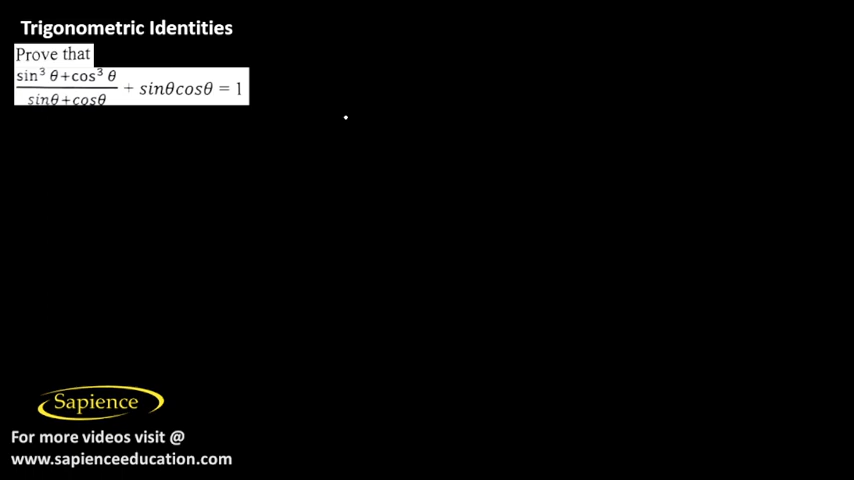 Trigonometric Identities
Prove that
sin³ θ+cos³ θ
sinθ+cosθ
+ sinθcosθ = 1
Sapience
For more videos visit @
www.sapienceeducation.com